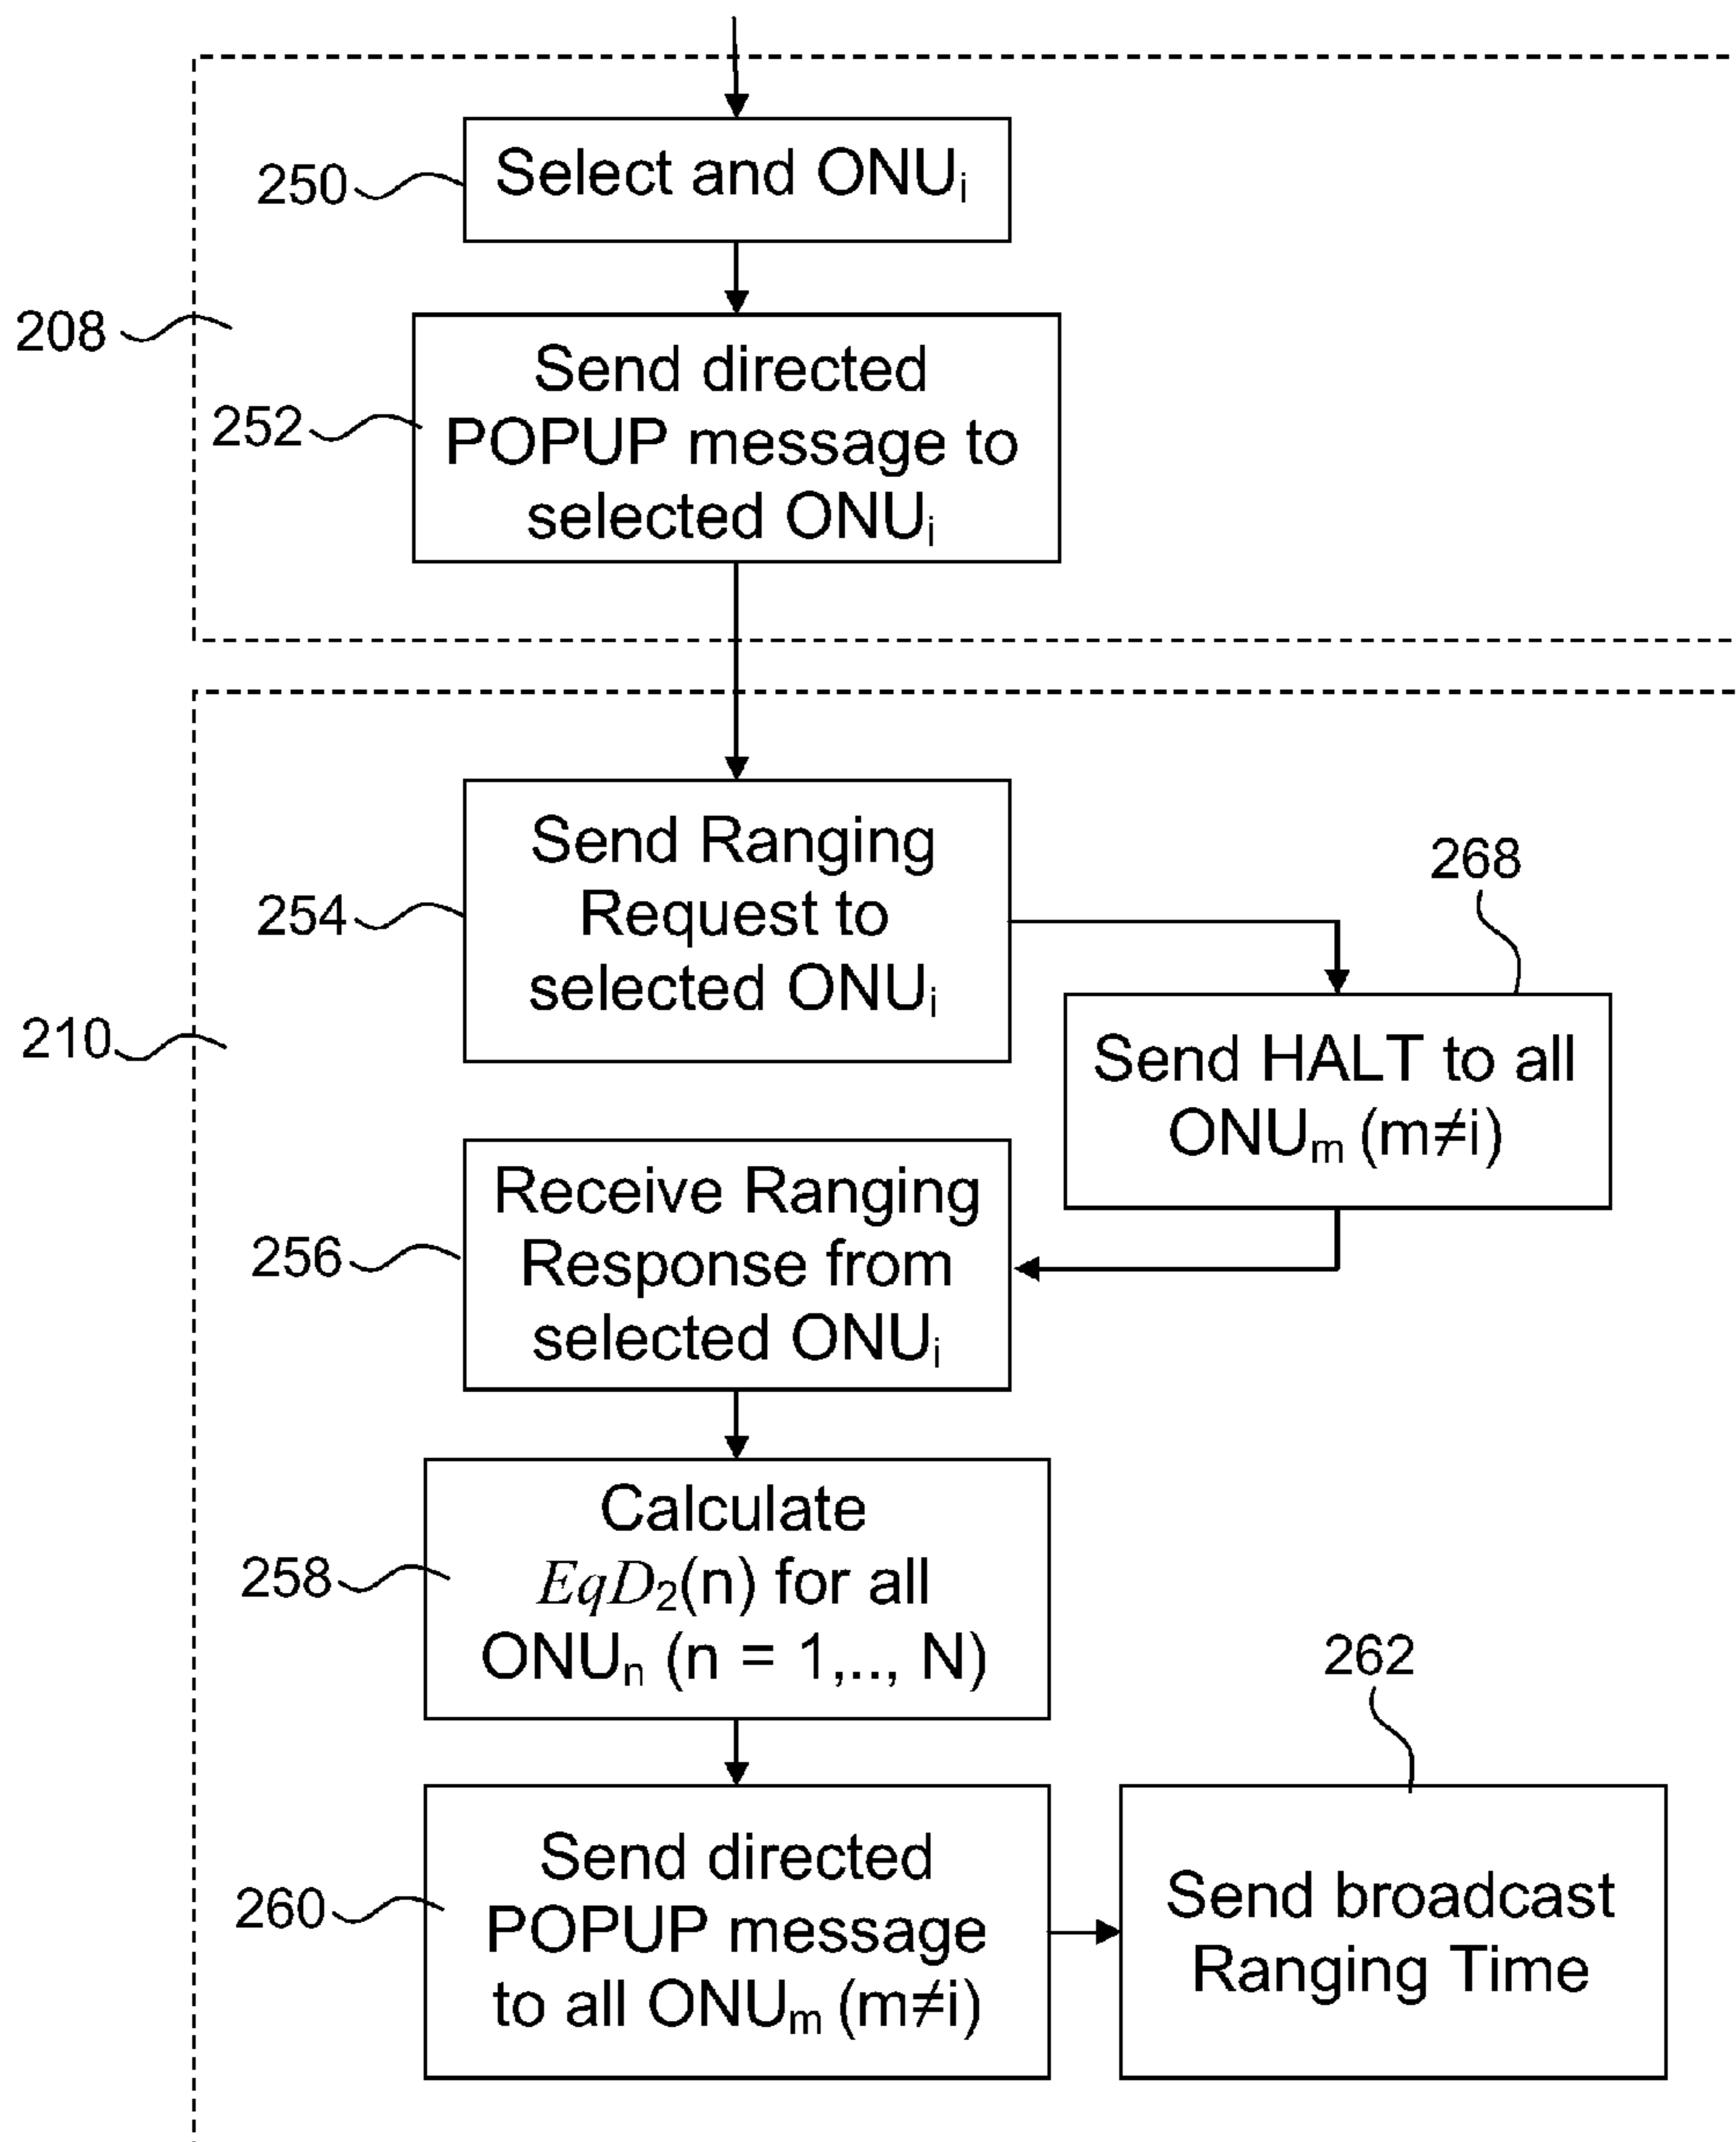 250
Select and ONUi
208
252
Send directed
POPUP message to
selected ONUi
254
Send Ranging
Request to
selected ONUi
268
210
Send HALT to all
ONUm (m≠i)
256
Receive Ranging
Response from
selected ONUi
258
Calculate
EqD2(n) for all
ONUn (n = 1,.., N)
262
260
Send directed
POPUP message
to all ONUm (m≠i)
Send broadcast
Ranging Time